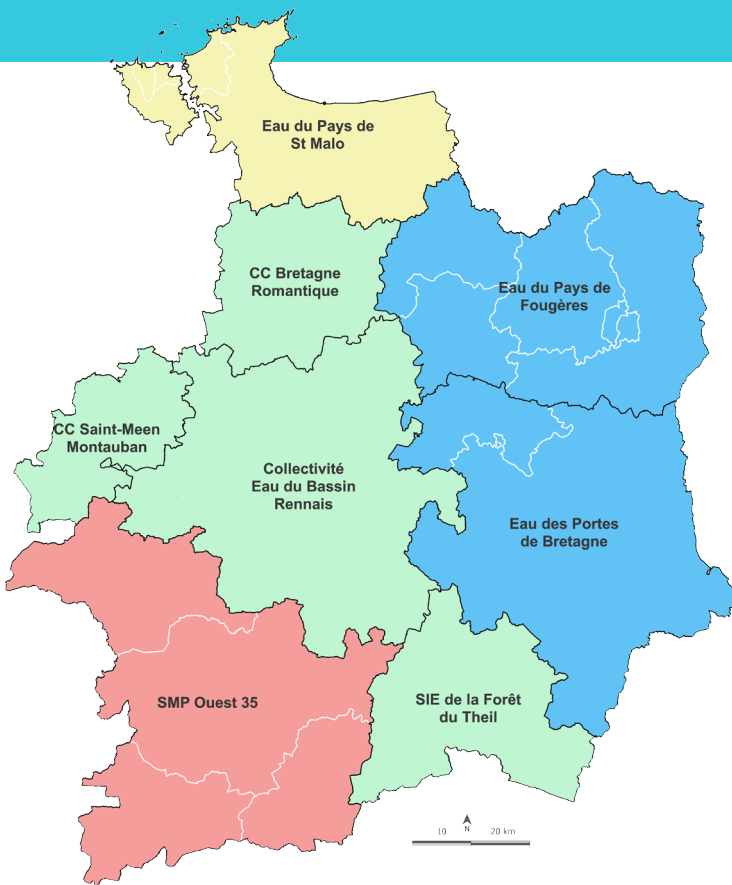 Eau du Pays de
St Malo
CC Bretagne
Romantique
Eau du Pays de
Fougères
CC Saint-Meen
Montauban
Collectivité
Eau du Bassin
Rennais
Eau des Portes
de Bretagne
SMP Ouest 35
SIE de la Forêt
du Theil
10 N 20 km